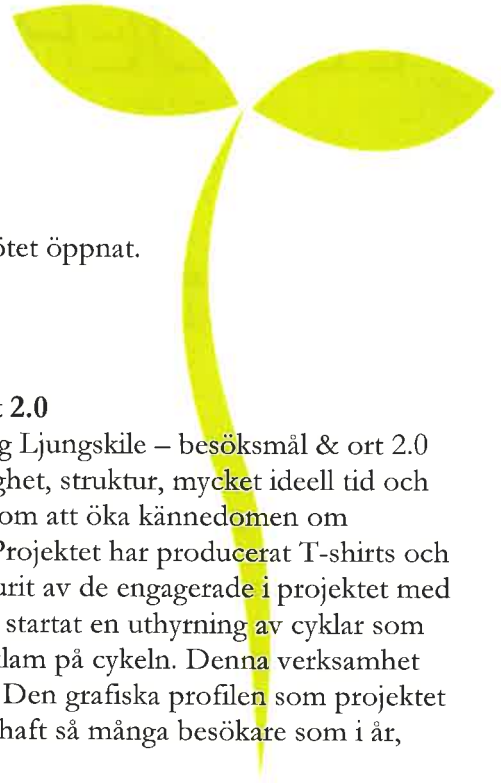 ötet öppnat.
t 2.0
g Ljungskile – besöksmål & ort 2.0
ghet, struktur, mycket ideell tid och
om att öka kännedomen om
Projektet har producerat T-shirts och
urit av de engagerade i projektet med
startat en uthyrning av cyklar som
lam på cykeln. Denna verksamhet
Den grafiska profilen som projektet
haft så många besökare som i år,